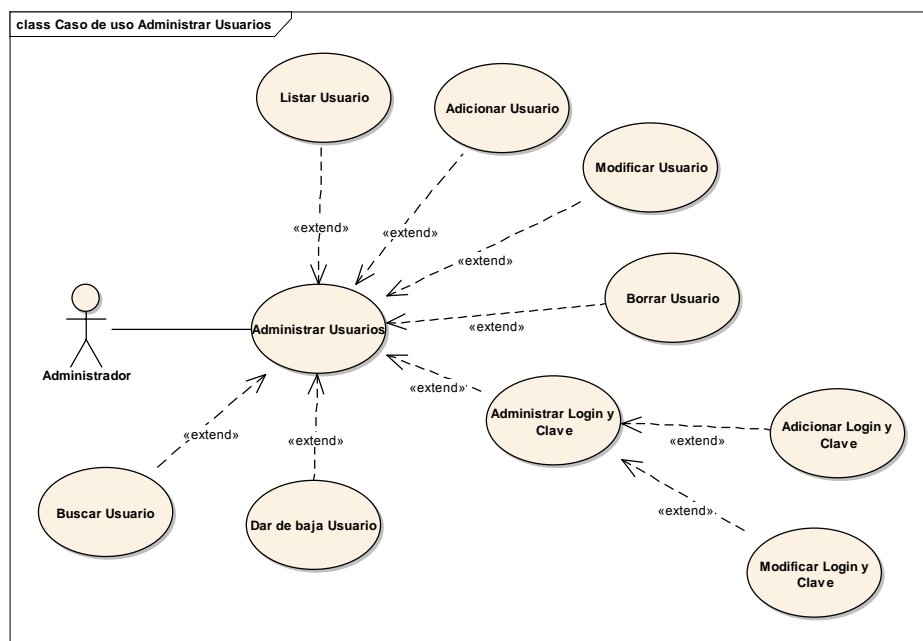 class Caso de uso Administrar Usuarios
Listar Usuario
Adicionar Usuario
Modificar Usuario
«extend»
«extend»
«extend»
Borrar Usuario
Administrar Usuarios
«extend»
Administrador
«extend»
Administrar Login y
Clave
Adicionar Login y
Clave
«extend»
«extend»
«extend»
«extend»
Buscar Usuario
Dar de baja Usuario
Modificar Login y
Clave